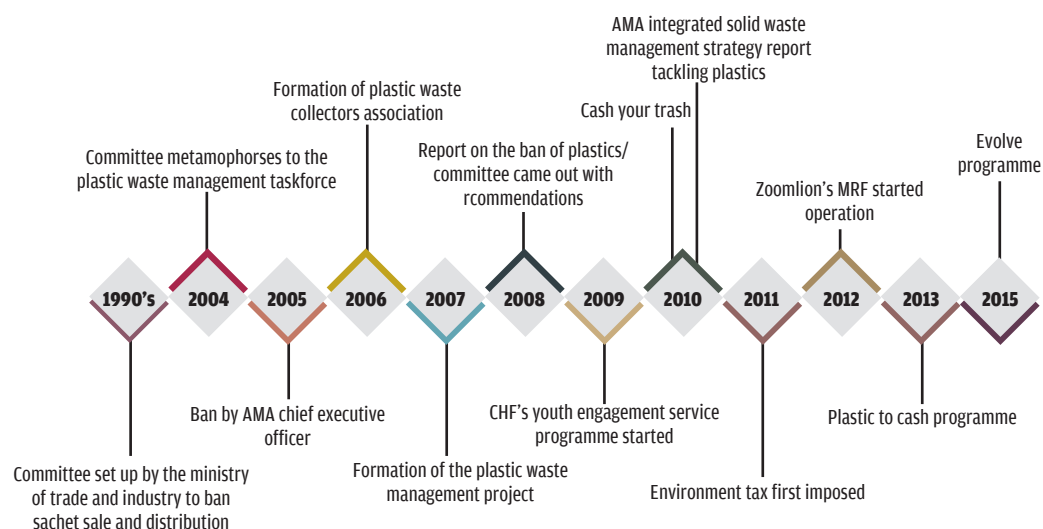 AMA integrated solid waste
management strategy report
tackling plastics
Formation of plastic waste
collectors association
Cash your trash
Committee metamophorses to the
plastic waste management taskforce
Report on the ban of plastics/
committee came out with
rcommendations
Zoomlion's MRF started
operation
Evolve
programme
1990's
2004
2005
2006
2007
2008
2009
2010
2011
2012
2013
2015
Ban by AMA chief executive
officer
CHF's youth engagement service
programme started
Plastic to cash programme
Committee set up by the ministry
of trade and industry to ban
sachet sale and distribution
Formation of the plastic waste
management project
Environment tax first imposed